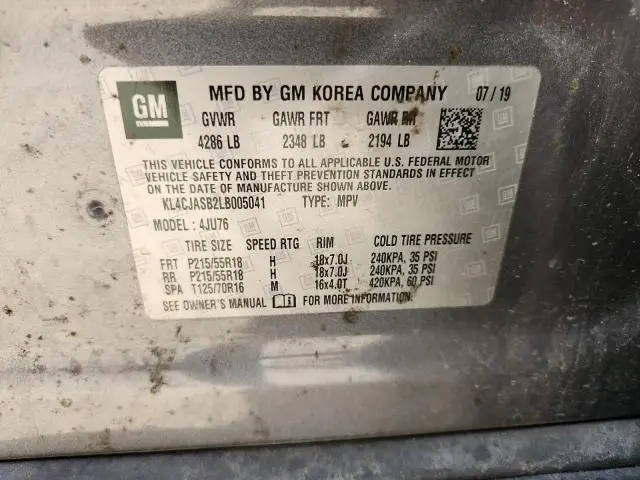 GM
MFD BY GM KOREA COMPANY 07/19
GVWR GAWR FRT GAWR RR
4286 LB 2348 LB 2194 LB
THIS VEHICLE CONFORMS TO ALL APPLICABLE U.S. FEDERAL MOTOR
VEHICLE SAFETY AND THEFT PREVENTION STANDARDS IN EFFECT
ON THE DATE OF MANUFACTURE SHOWN ABOVE.
KL4CJASB2LB005041 TYPE: MPV
MODEL: 4JU76
TIRE SIZE SPEED RTG RIM COLD TIRE PRESSURE
FRT P215/55R18 H 18x7.0J 240KPA, 35 PSI
RR P215/55R18 H 18x7.0J 240KPA, 35 PSI
SPA T125/70R16 M 16x4.0T 420KPA, 60 PSI
SEE OWNER'S MANUAL FOR MORE INFORMATION.